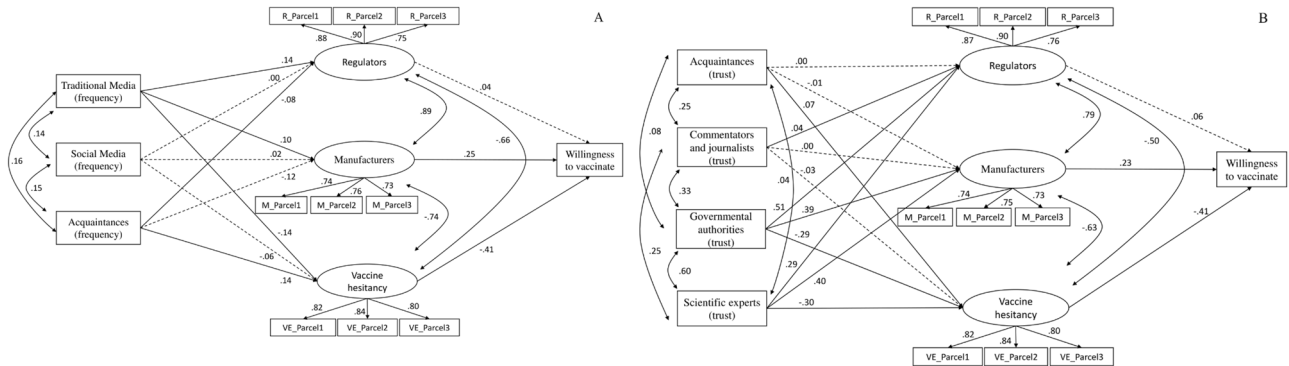 A
R_Parcel1
R_Parcel2
R_Parcel3
.88
.90
.75
Regulators
Traditional Media
(frequency)
Social Media
(frequency)
Acquaintances
(frequency)
.14
.16
.15
.14
.00
-.08
.10
.02
-.12
-.14
-.06
.14
Manufacturers
.74
.76
.73
M_Parcel1
M_Parcel2
M_Parcel3
.89
-.66
-.74
.04
.25
-.41
Willingness
to vaccinate
Vaccine
hesitancy
.82
.84
.80
VE_Parcel1
VE_Parcel2
VE_Parcel3
B
R_Parcel1
R_Parcel2
R_Parcel3
.87
.90
.76
Regulators
Acquaintances
(trust)
Commentators
and journalists
(trust)
Governmental
authorities
(trust)
Scientific experts
(trust)
.25
.08
.33
.25
.60
.04
.00
-.01
.07
.04
.00
-.03
.51
.39
-.29
.29
.40
-.30
Manufacturers
.74
.75
.73
M_Parcel1
M_Parcel2
M_Parcel3
.79
-.50
-.63
.06
.23
-.41
Willingness
to vaccinate
Vaccine
hesitancy
.82
.84
.80
VE_Parcel1
VE_Parcel2
VE_Parcel3